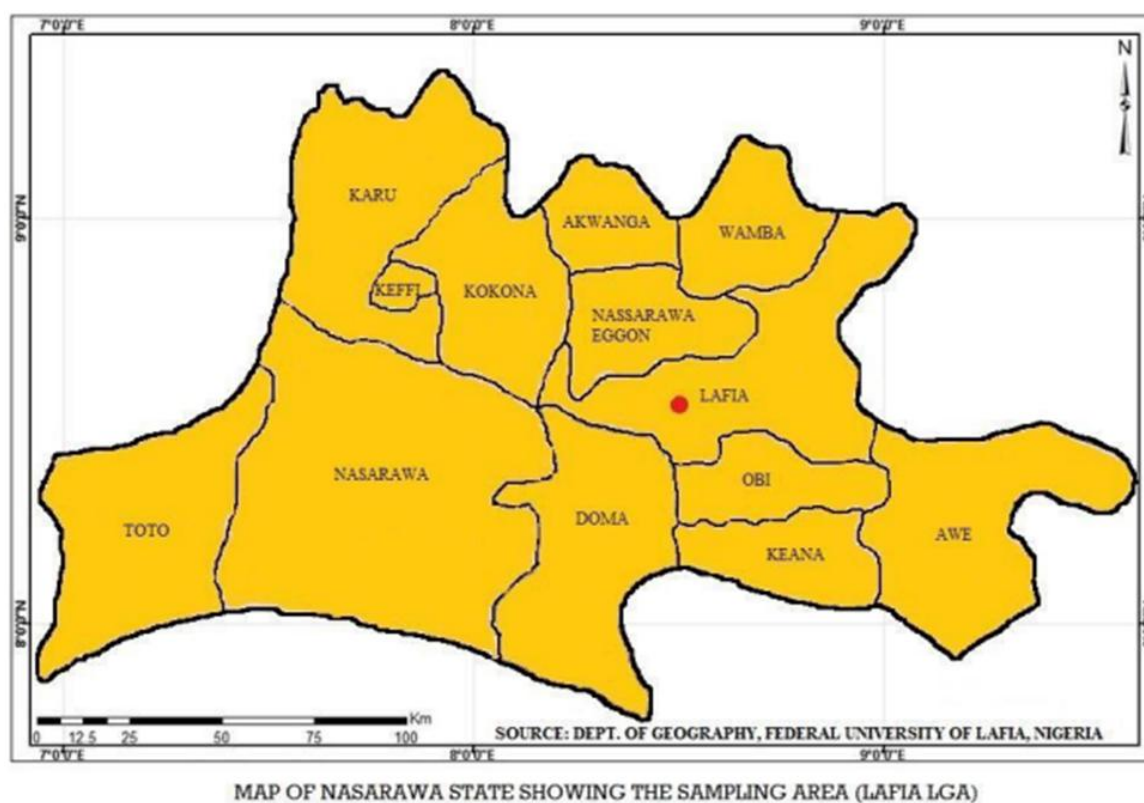 7°0'0"E
8°0'0"E
9°0'0"E
N
KARU
9°0'0"N
AKWANGA
WAMBA
KEFFI
KOKONA
NASSARAWA
EGGON
LAFIA
NASARAWA
OBI
TOTO
DOMA
AWE
KEANA
8°0'0"N
Km
0 12.5 25 50 75 100
SOURCE: DEPT. OF GEOGRAPHY, FEDERAL UNIVERSITY OF LAFIA, NIGERIA
7°0'0"E
8°0'0"E
9°0'0"E
MAP OF NASARAWA STATE SHOWING THE SAMPLING AREA (LAFIA LGA)